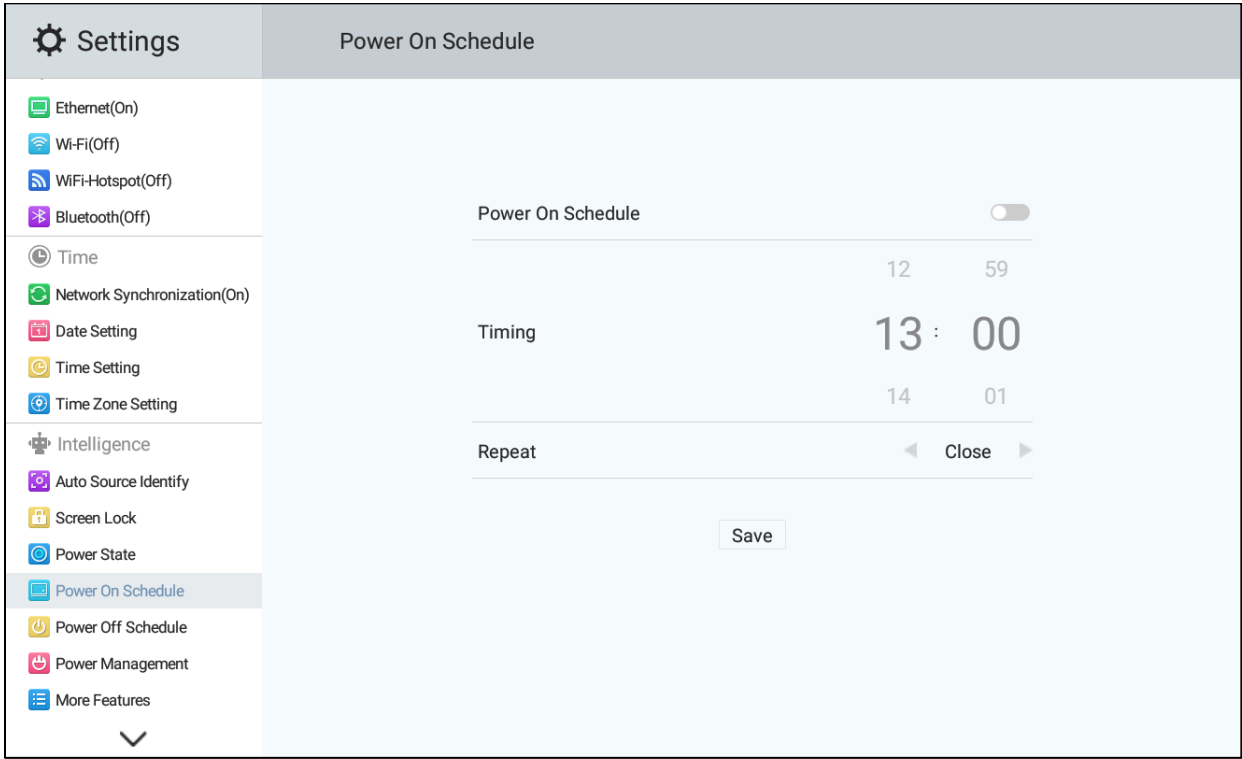 Settings
Power On Schedule
Ethernet(On)
Wi-Fi(Off)
WiFi-Hotspot(Off)
Bluetooth(Off)
Time
Network Synchronization(On)
Date Setting
Time Setting
Time Zone Setting
Intelligence
Auto Source Identify
Screen Lock
Power State
Power On Schedule
Power Off Schedule
Power Management
More Features
Power On Schedule
12 59
Timing 13 : 00
14 01
Repeat Close
Save